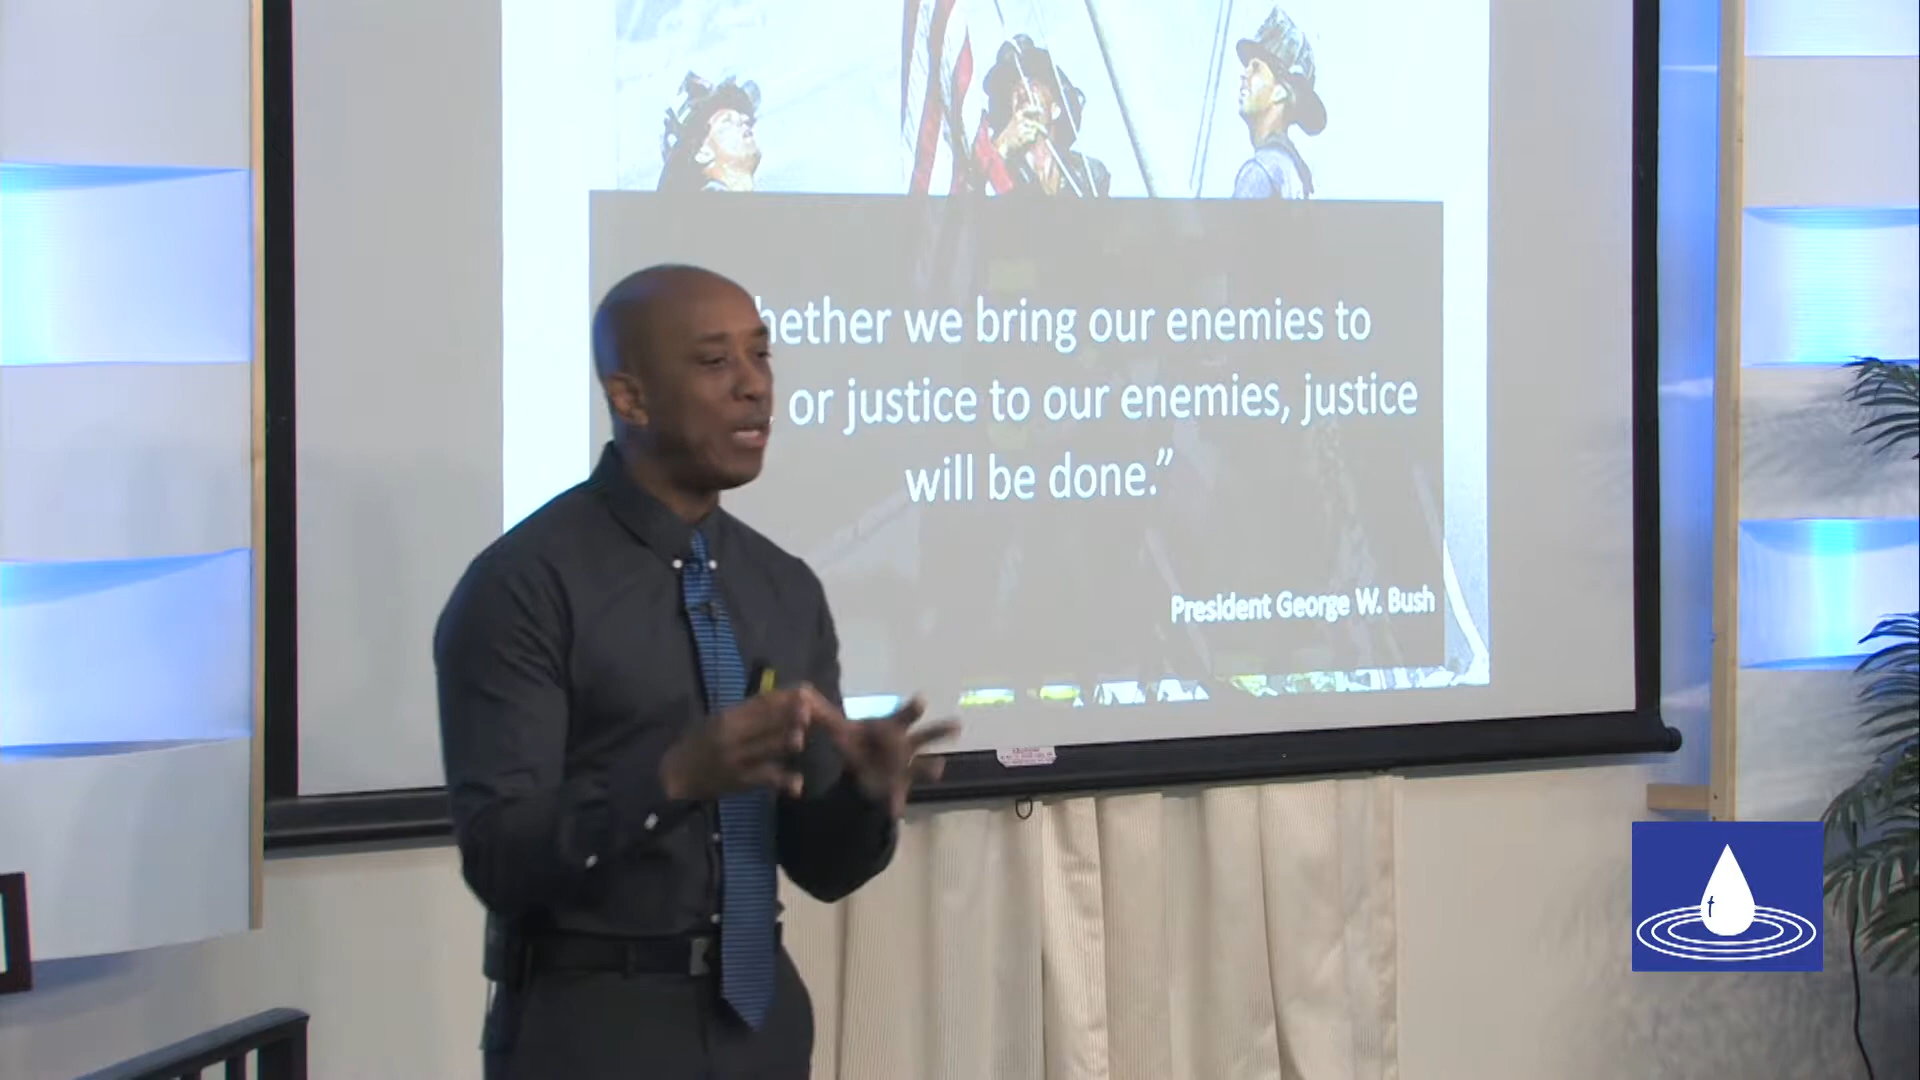 hether we bring our enemies to
, or justice to our enemies, justice
will be done.”
President George W. Bush
t